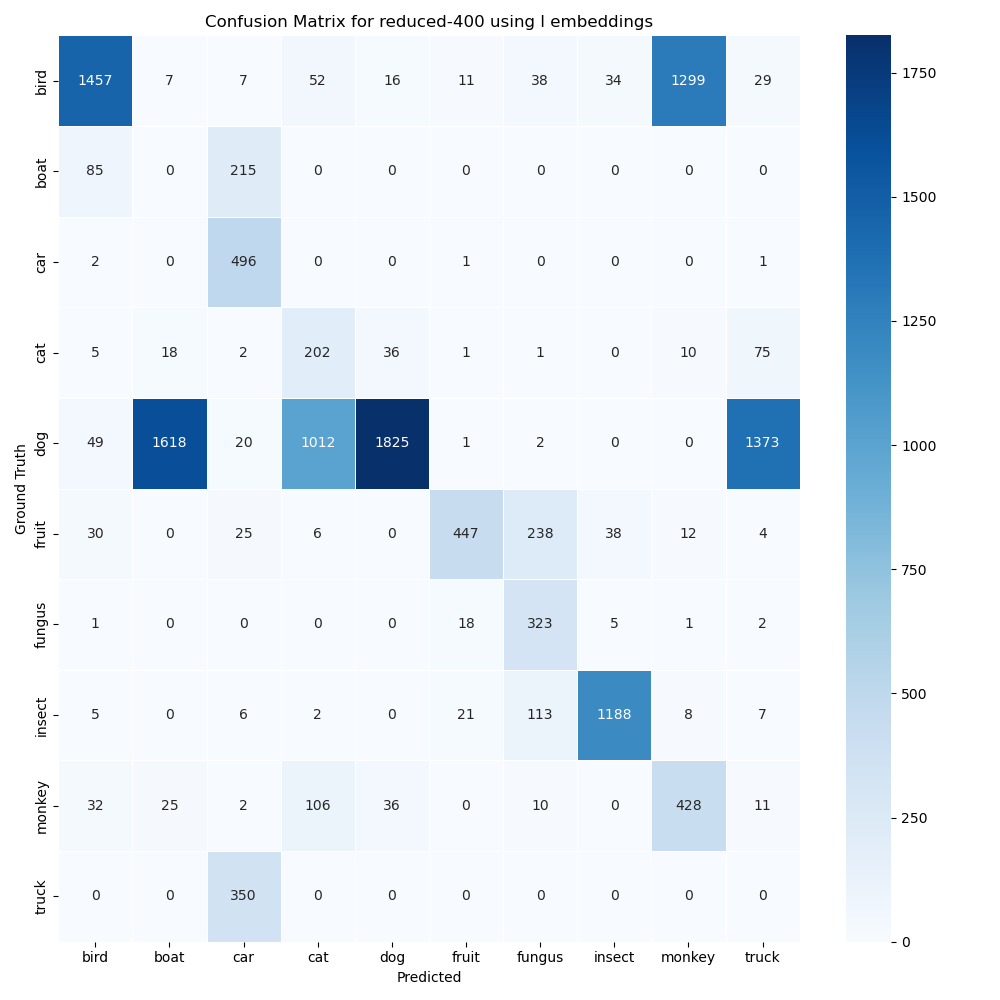 Confusion Matrix for reduced-400 using l embeddings
bird 1457 7 7 52 16 11 38 34 1299 29
boat 85 0 215 0 0 0 0 0 0 0
car 2 0 496 0 0 1 0 0 0 1
cat 5 18 2 202 36 1 1 0 10 75
dog 49 1618 20 1012 1825 1 2 0 0 1373
fruit 30 0 25 6 0 447 238 38 12 4
fungus 1 0 0 0 0 18 323 5 1 2
insect 5 0 6 2 0 21 113 1188 8 7
monkey 32 25 2 106 36 0 10 0 428 11
truck 0 0 350 0 0 0 0 0 0 0
bird boat car cat dog fruit fungus insect monkey truck
Predicted
Ground Truth
1750
1500
1250
1000
750
500
250
0